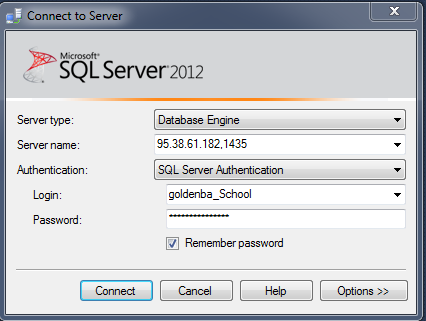 Connect to Server
Microsoft®
SQL Server® 2012
Server type: Database Engine
Server name: 95.38.61.182,1435
Authentication: SQL Server Authentication
Login: goldenba_School
Password: ***************
Remember password
Connect Cancel Help Options >>